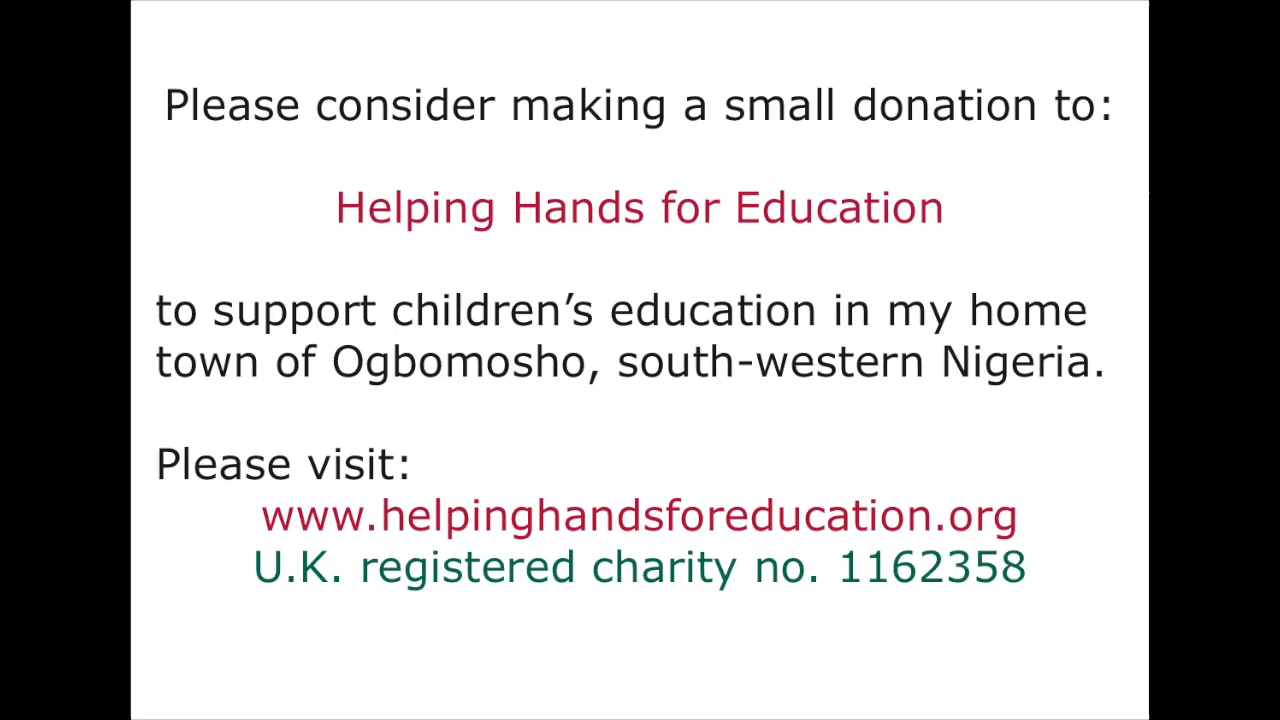 Please consider making a small donation to:
Helping Hands for Education
to support children’s education in my home
town of Ogbomosho, south-western Nigeria.
Please visit:
www.helpinghandsforeducation.org
U.K. registered charity no. 1162358